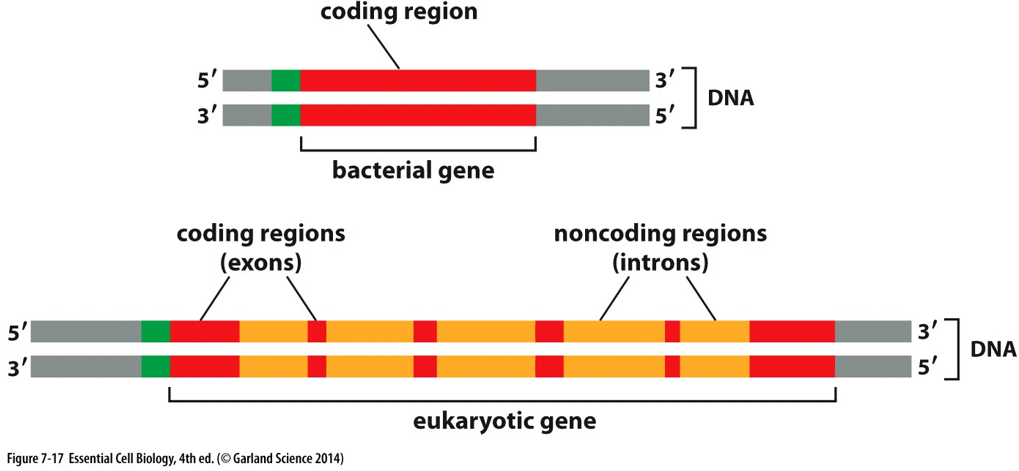 coding region
5′ 3′
DNA
3′ 5′
bacterial gene
coding regions
(exons)
noncoding regions
(introns)
5′ 3′
DNA
3′ 5′
eukaryotic gene
Figure 7-17 Essential Cell Biology, 4th ed. (© Garland Science 2014)